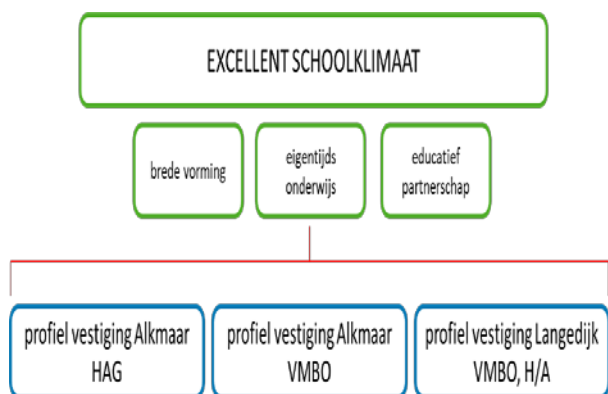 EXCELLENT SCHOOLKLIMAAT
brede vorming
eigentijds
onderwijs
educatief
partnerschap
profiel vestiging Alkmaar
HAG
profiel vestiging Alkmaar
VMBO
profiel vestiging Langedijk
VMBO, H/A